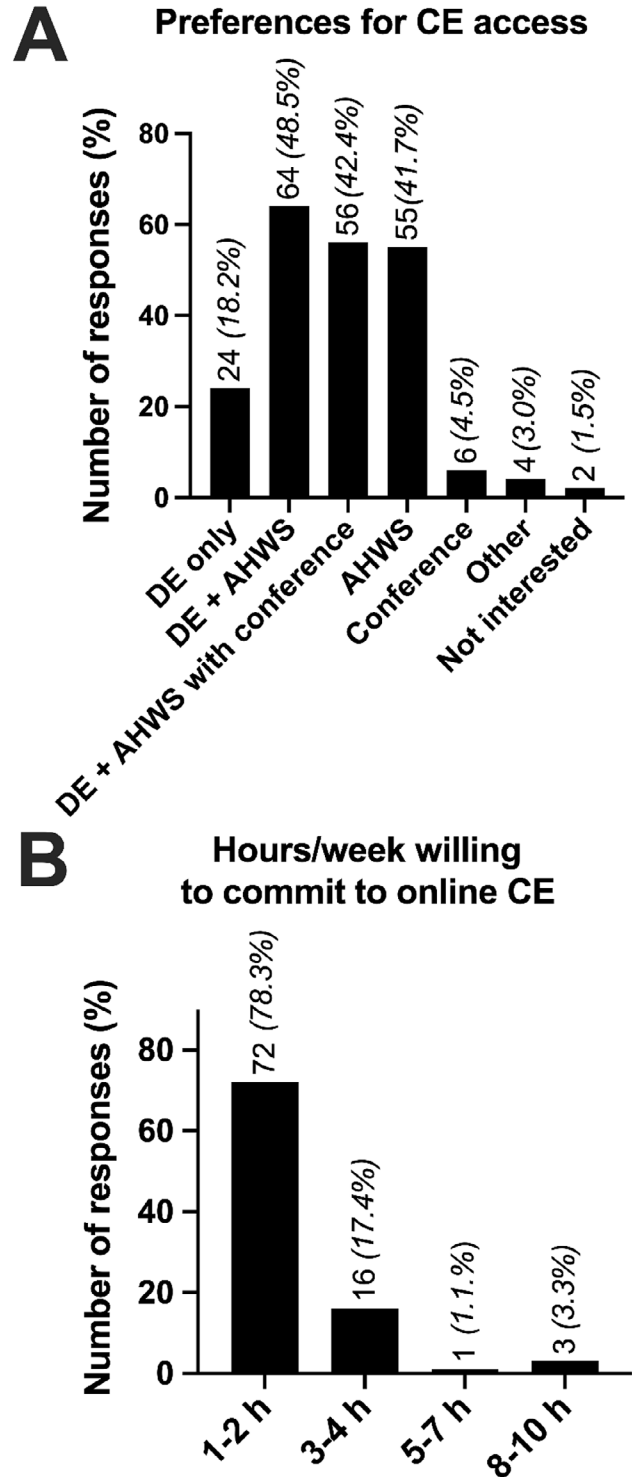 A
Preferences for CE access
Number of responses (%)
80
60
40
20
0
24 (18.2%)
64 (48.5%)
56 (42.4%)
55 (41.7%)
6 (4.5%)
4 (3.0%)
2 (1.5%)
DE only
DE + AHWS
DE + AHWS with conference
AHWS
Conference
Other
Not interested
B
Hours/week willing
to commit to online CE
Number of responses (%)
80
60
40
20
0
72 (78.3%)
16 (17.4%)
1 (1.1.%)
3 (3.3%)
1-2 h
3-4 h
5-7 h
8-10 h